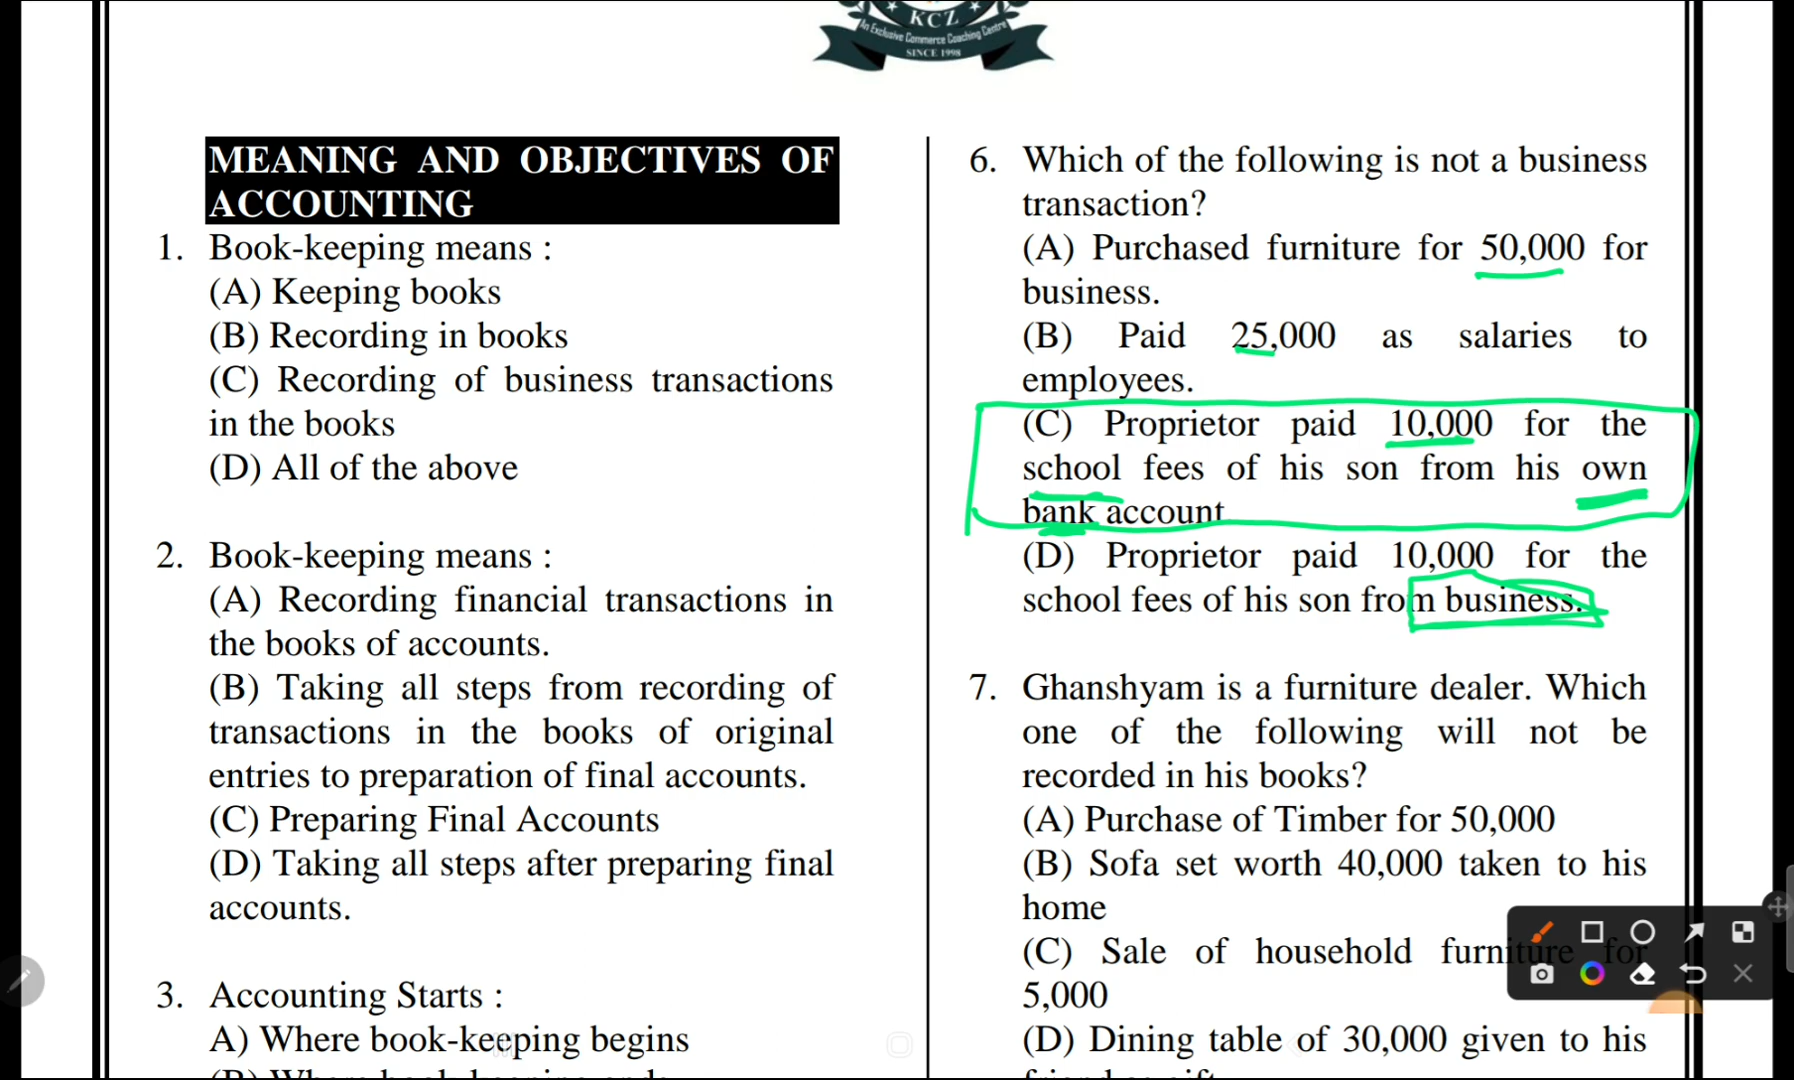 KCZ
An Exclusive Commerce Coaching Centre
SINCE 1998
MEANING AND OBJECTIVES OF
ACCOUNTING
1. Book-keeping means :
(A) Keeping books
(B) Recording in books
(C) Recording of business transactions
in the books
(D) All of the above
2. Book-keeping means :
(A) Recording financial transactions in
the books of accounts.
(B) Taking all steps from recording of
transactions in the books of original
entries to preparation of final accounts.
(C) Preparing Final Accounts
(D) Taking all steps after preparing final
accounts.
3. Accounting Starts :
A) Where book-keeping begins
6. Which of the following is not a business
transaction?
(A) Purchased furniture for 50,000 for
business.
(B) Paid 25,000 as salaries to
employees.
(C) Proprietor paid 10,000 for the
school fees of his son from his own
bank account
(D) Proprietor paid 10,000 for the
school fees of his son from business.
7. Ghanshyam is a furniture dealer. Which
one of the following will not be
recorded in his books?
(A) Purchase of Timber for 50,000
(B) Sofa set worth 40,000 taken to his
home
(C) Sale of household furniture for
5,000
(D) Dining table of 30,000 given to his